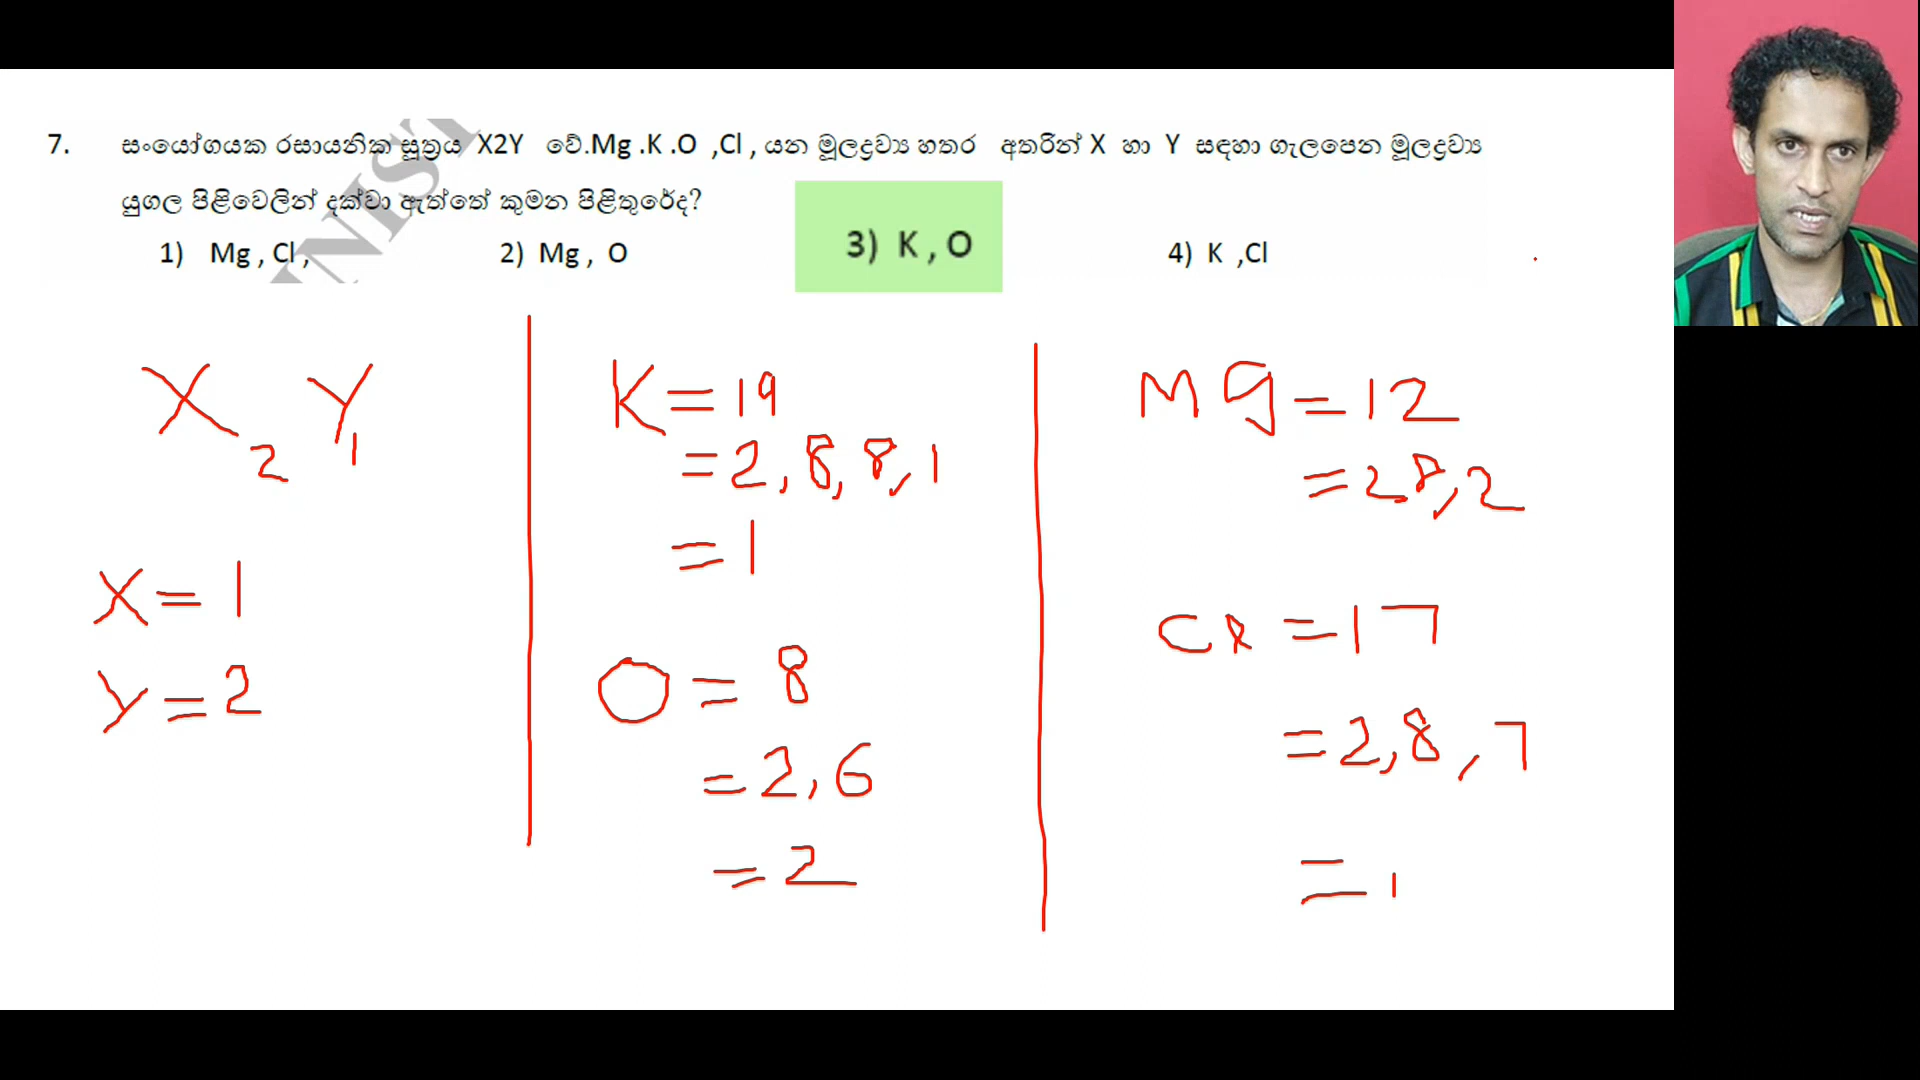 7. සංයෝගයක රසායනික සූත්‍රය X2Y වේ.Mg .K .O ,Cl , යන මූලද්‍රව්‍ය හතර අතරින් X හා Y සඳහා ගැලපෙන මූලද්‍රව්‍ය
යුගල පිළිවෙලින් දක්වා ඇත්තේ කුමන පිළිතුරේද?
1) Mg , Cl , 2) Mg , O 3) K , O 4) K ,Cl
X2 Y1
X = 1
Y = 2
K = 19
= 2, 8, 8, 1
= 1
O = 8
= 2, 6
= 2
Mg = 12
= 2 8, 2
Cl = 17
= 2, 8, 7
= 1